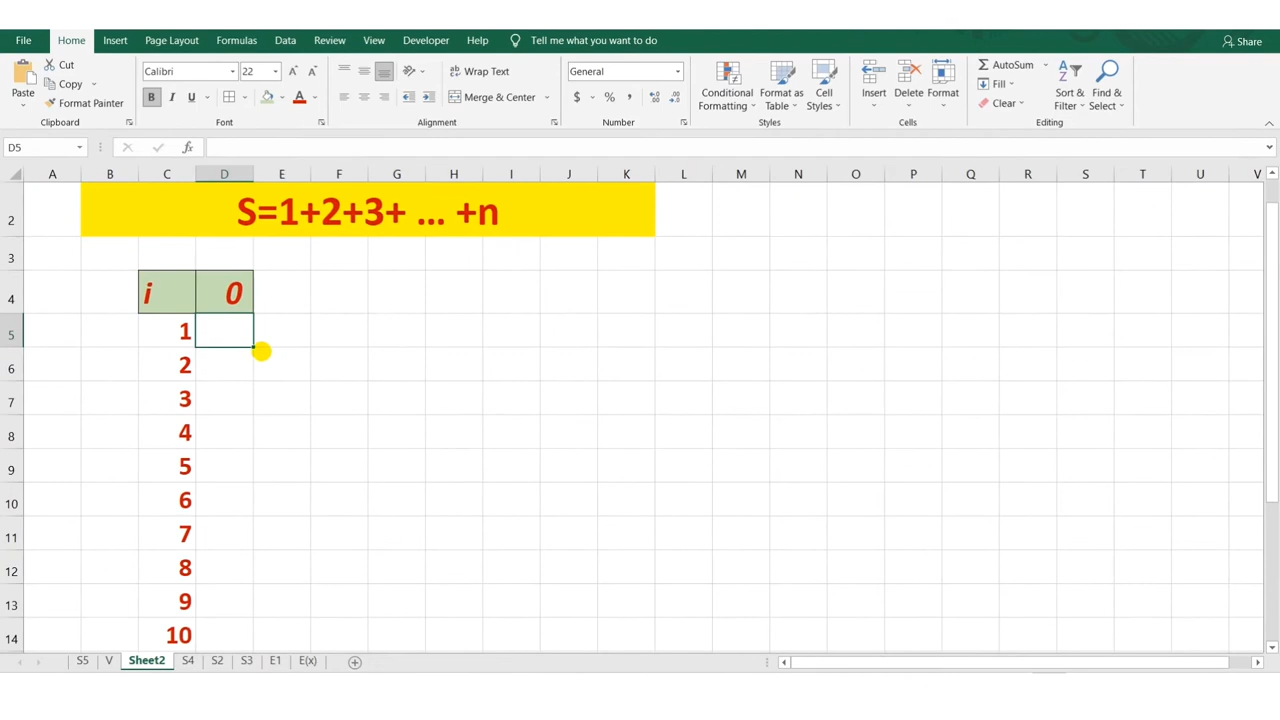 File Home Insert Page Layout Formulas Data Review View Developer Help Tell me what you want to do Share
Paste Cut Copy Format Painter Clipboard
Calibri 22 A A B I U A Font
Wrap Text Merge & Center Alignment
General $ % , Number
Conditional Formatting Format as Table Cell Styles Styles
Insert Delete Format Cells
AutoSum Fill Clear Sort & Filter Find & Select Editing
D5 fx
A B C D E F G H I J K L M N O P Q R S T U V
2 S=1+2+3+ ... +n
3
4 i 0
5 1
6 2
7 3
8 4
9 5
10 6
11 7
12 8
13 9
14 10
S5 V Sheet2 S4 S2 S3 E1 E(x)